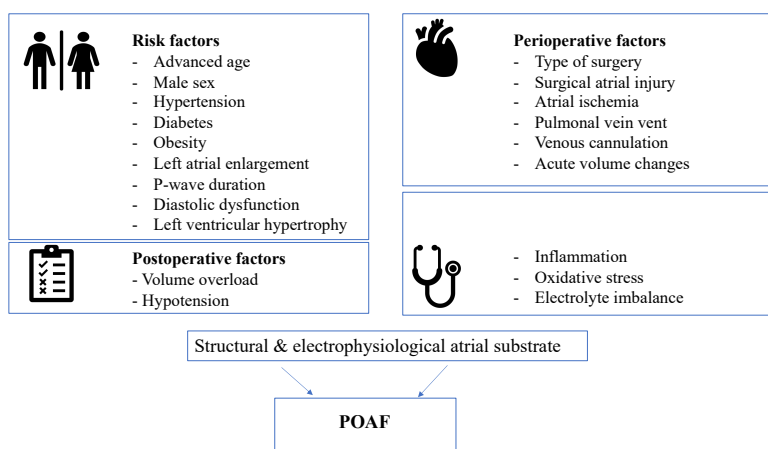 Risk factors
- Advanced age
- Male sex
- Hypertension
- Diabetes
- Obesity
- Left atrial enlargement
- P-wave duration
- Diastolic dysfunction
- Left ventricular hypertrophy
Perioperative factors
- Type of surgery
- Surgical atrial injury
- Atrial ischemia
- Pulmonal vein vent
- Venous cannulation
- Acute volume changes
Postoperative factors
- Volume overload
- Hypotension
- Inflammation
- Oxidative stress
- Electrolyte imbalance
Structural & electrophysiological atrial substrate
POAF